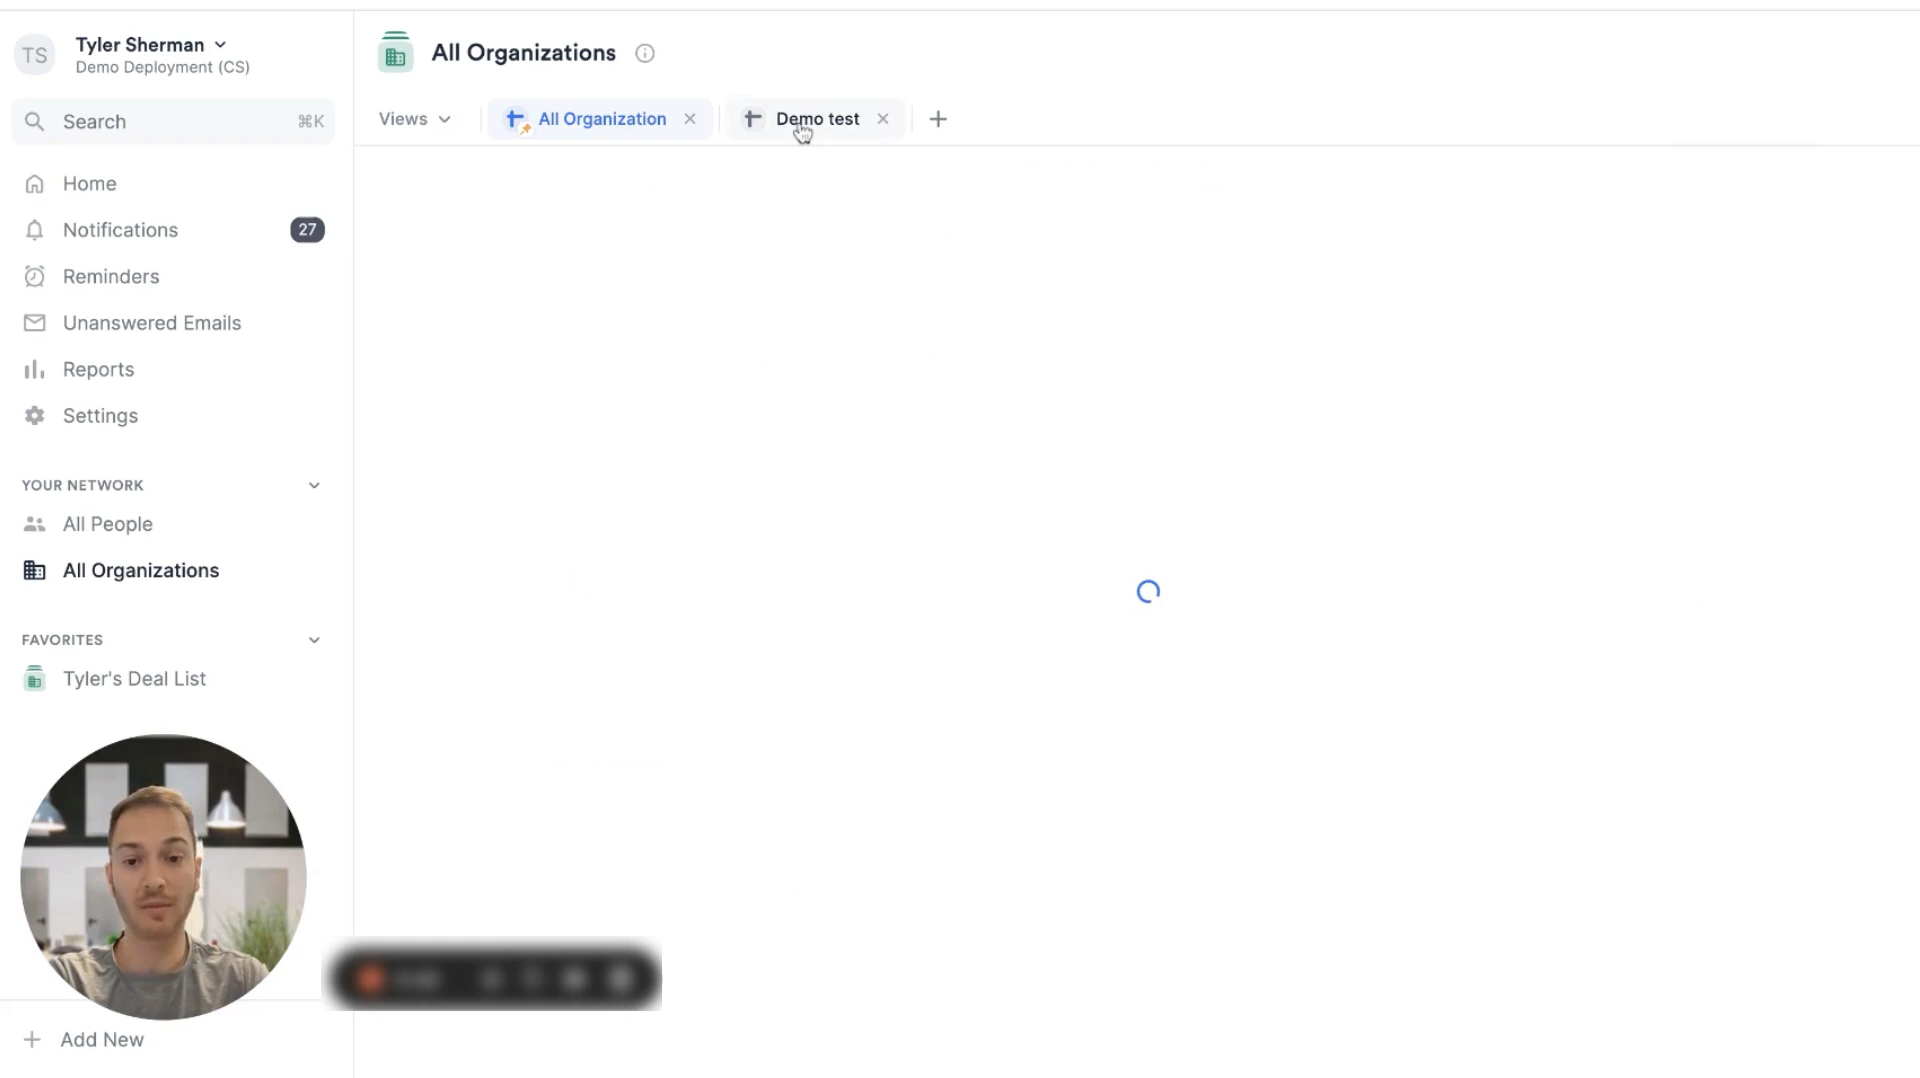 TS
Tyler Sherman
Demo Deployment (CS)
Search ⌘K
Home
Notifications 27
Reminders
Unanswered Emails
Reports
Settings
YOUR NETWORK
All People
All Organizations
FAVORITES
Tyler's Deal List
Add New
All Organizations
Views All Organization Demo test